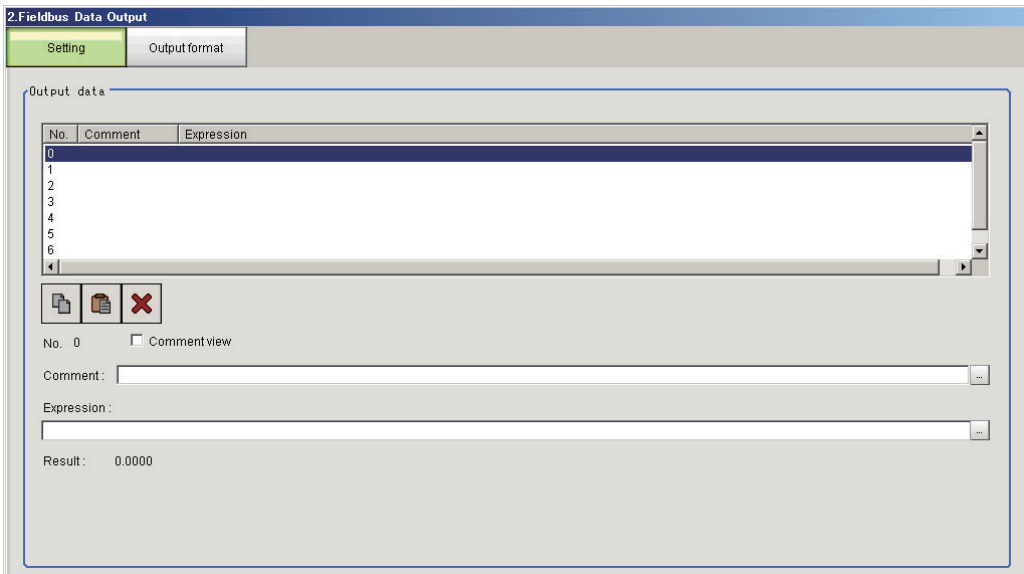 2.Fieldbus Data Output
Setting Output format
Output data
No. Comment Expression
0
1
2
3
4
5
6
No. 0 Comment view
Comment : ...
Expression :
...
Result : 0.0000